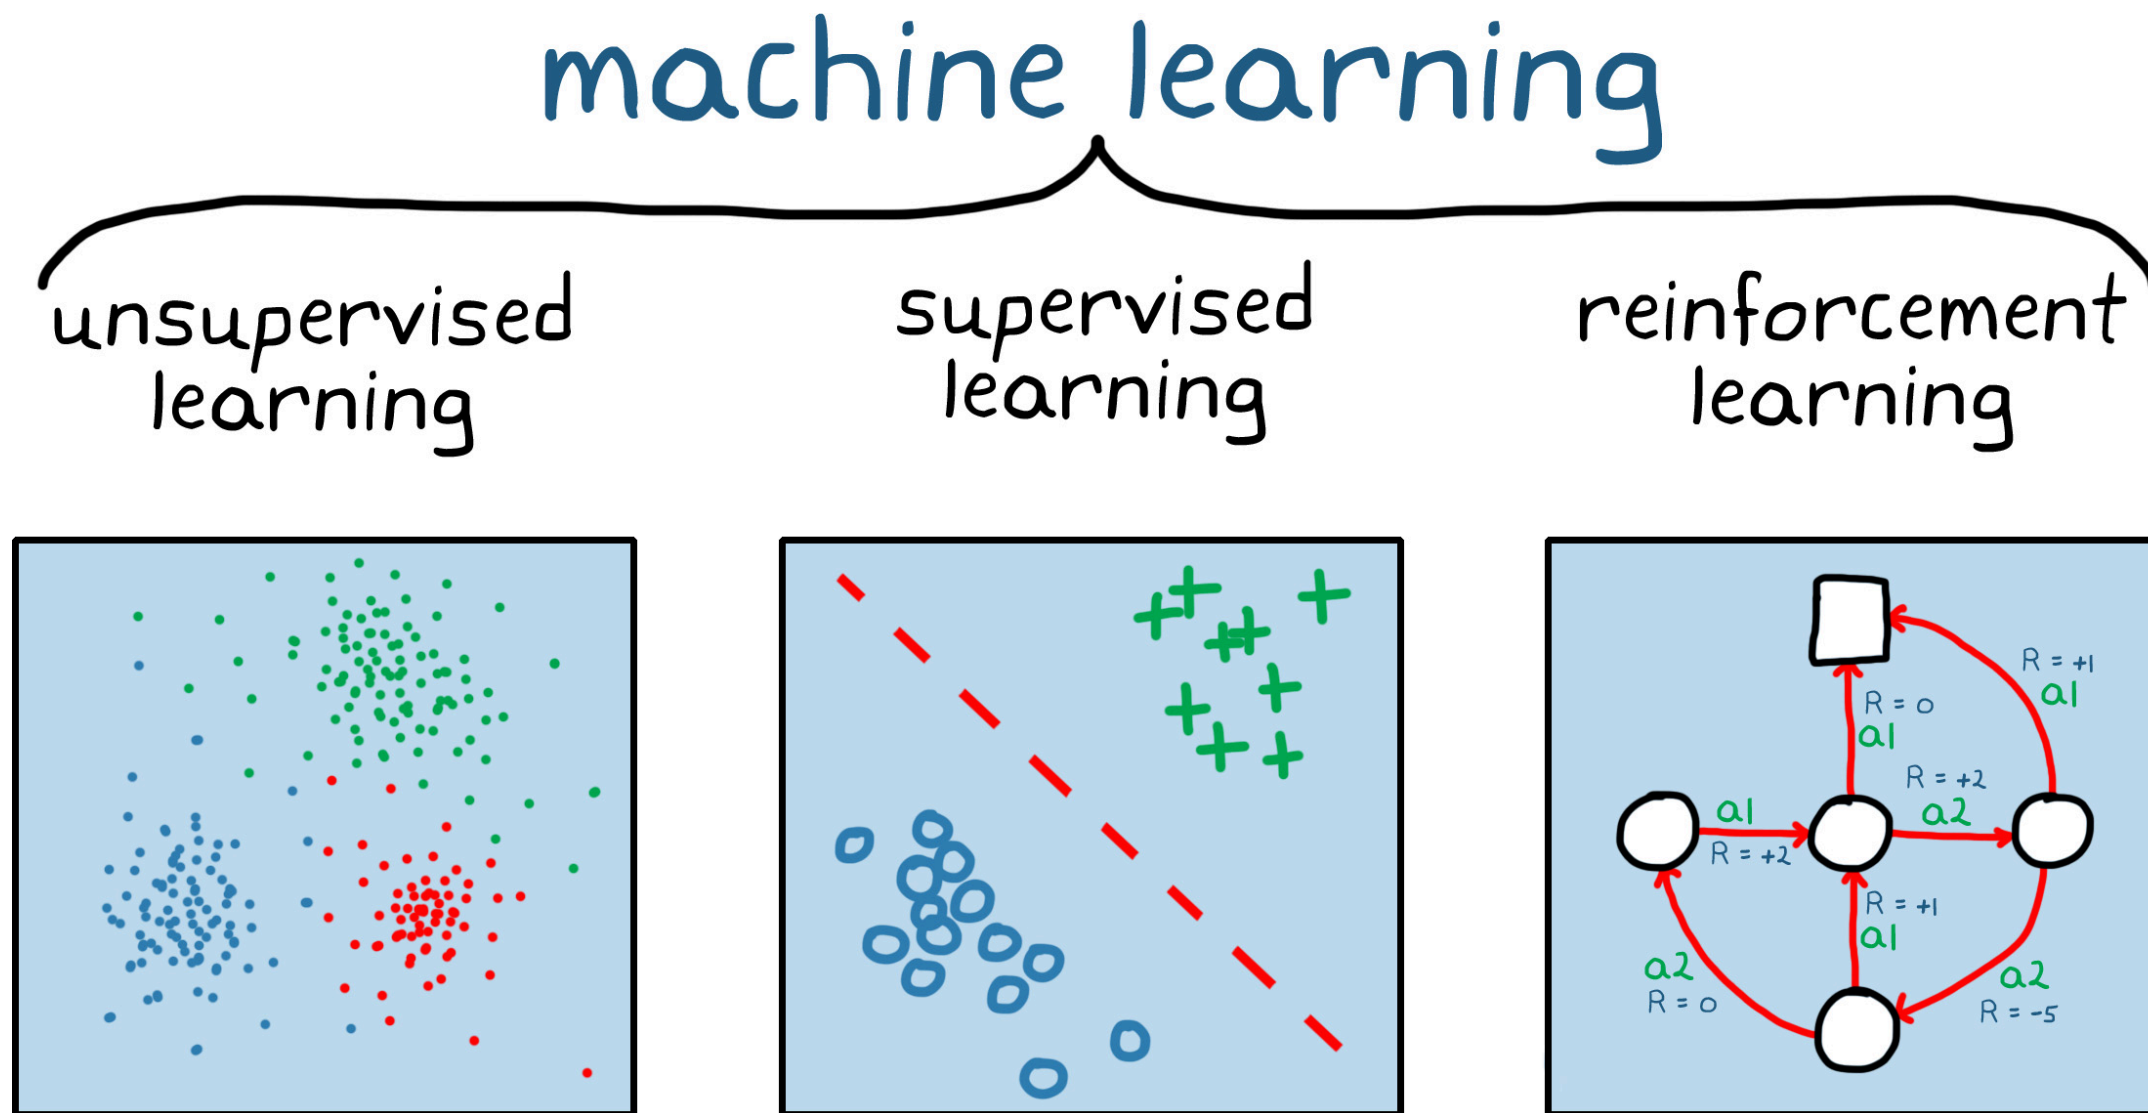 machine learning
unsupervised
learning
supervised
learning
reinforcement
learning
R = +1
a1
R = 0
a1
R = +2
a2
a1
R = +2
R = +1
a1
a2
R = 0
a2
R = -5